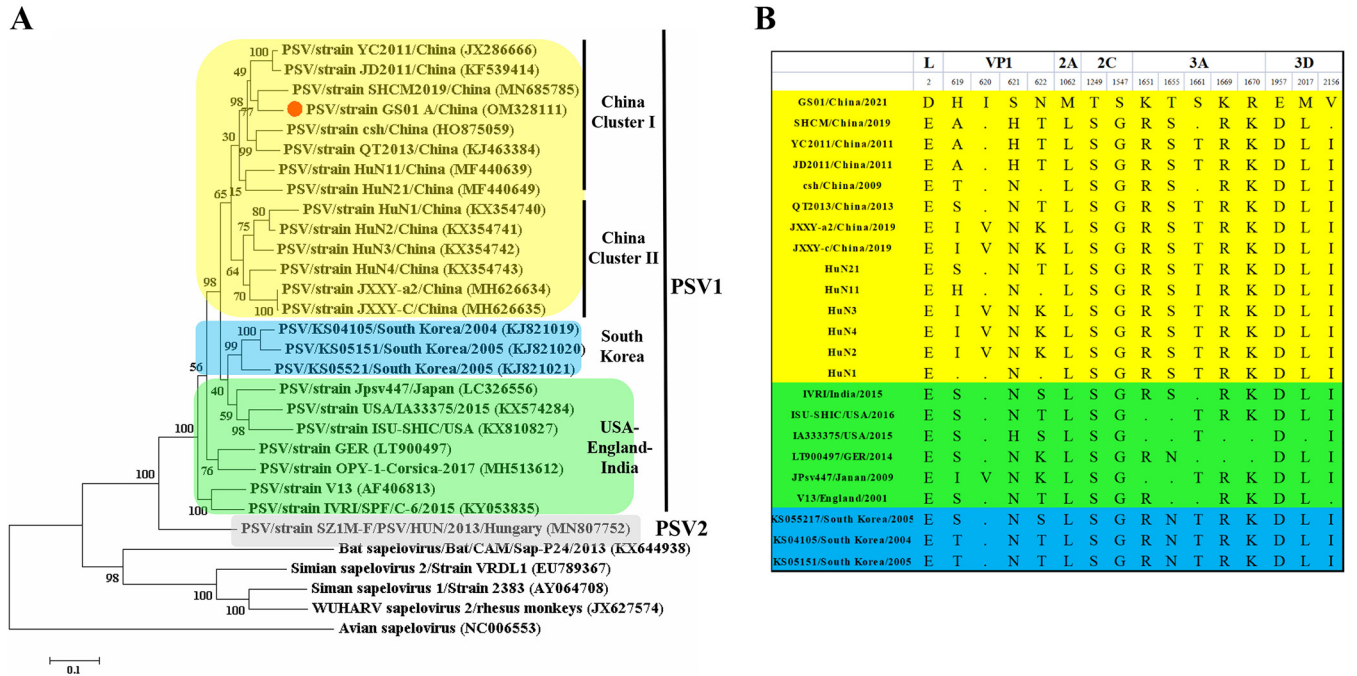 A
PSV/strain YC2011/China (JX286666)
PSV/strain JD2011/China (KF539414)
PSV/strain SHCM2019/China (MN685785)
PSV/strain GS01 A/China (OM328111)
PSV/strain csh/China (HO875059)
PSV/strain QT2013/China (KJ463384)
PSV/strain HuN11/China (MF440639)
PSV/strain HuN21/China (MF440649)
PSV/strain HuN1/China (KX354740)
PSV/strain HuN2/China (KX354741)
PSV/strain HuN3/China (KX354742)
PSV/strain HuN4/China (KX354743)
PSV/strain JXXY-a2/China (MH626634)
PSV/strain JXXY-C/China (MH626635)
PSV/KS04105/South Korea/2004 (KJ821019)
PSV/KS05151/South Korea/2005 (KJ821020)
PSV/KS05521/South Korea/2005 (KJ821021)
PSV/strain Jpsv447/Japan (LC326556)
PSV/strain USA/IA33375/2015 (KX574284)
PSV/strain ISU-SHIC/USA (KX810827)
PSV/strain GER (LT900497)
PSV/strain OPY-1-Corsica-2017 (MH513612)
PSV/strain V13 (AF406813)
PSV/strain IVRI/SPF/C-6/2015 (KY053835)
PSV/strain SZ1M-F/PSV/HUN/2013/Hungary (MN807752)
Bat sapelovirus/Bat/CAM/Sap-P24/2013 (KX644938)
Simian sapelovirus 2/Strain VRDL1 (EU789367)
Siman sapelovirus 1/Strain 2383 (AY064708)
WUHARV sapelovirus 2/rhesus monkeys (JX627574)
Avian sapelovirus (NC006553)
100
49
98
77
30
99
15
65
80
75
64
70
100
98
100
99
56
40
59
98
100
76
100
100
98
100
100
0.1
China
Cluster I
China
Cluster II
South
Korea
USA-
England-
India
PSV1
PSV2
B
L VP1 2A 2C 3A 3D
2 619 620 621 622 1062 1249 1547 1651 1655 1665 1669 1670 1957 2017 2156
GS01/China/2021 D H I S N M T S K T S K R E M V
SHCM/China/2019 E A . H T L S G R S . R K D L .
YC2011/China/2011 E A . H T L S G R S T R K D L I
JD2011/China/2011 E A . H T L S G R S T R K D L I
csh/China/2009 E T . N . L S G R S . R K D L I
QT2013/China/2013 E S . N T L S G R S T R K D L I
JXXY-a2/China/2019 E I V N K L S G R S T R K D L I
JXXY-c/China/2019 E I V N K L S G R S T R K D L I
HuN21 E S . N T L S G R S T R K D L I
HuN11 E H . N . L S G R S I R K D L I
HuN3 E I V N K L S G R S T R K D L I
HuN4 E I V N K L S G R S T R K D L I
HuN2 E I V N K L S G R S T R K D L I
HuN1 E . . N . L S G R S T R K D L I
IVRI/India/2015 E S . N S L S G R S . R K D L I
ISU-SHIC/USA/2016 E S . N T L S G . . T R K D L I
IA333375/USA/2015 E S . H S L S G . . T . . D . I
LT900497/GER/2014 E S . N K L S G R N . . . D L I
JPsv447/Janan/2009 E I V N K L S G R . T R K D L I
V13/England/2001 E S . N T L S G R . . R K D L .
KS055217/South Korea/2005 E S . N S L S G R N T R K D L I
KS04105/South Korea/2004 E T . N T L S G R N T R K D L I
KS05151/South Korea/2005 E T . N T L S G R N T R K D L I